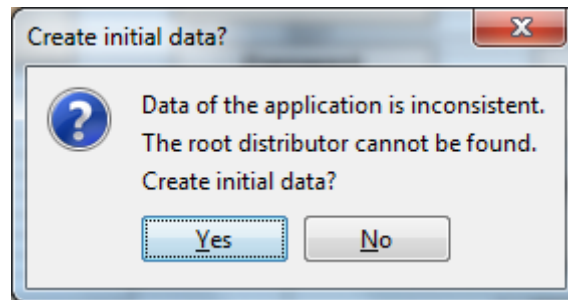 Create initial data?
Data of the application is inconsistent.
The root distributor cannot be found.
Create initial data?
Yes No